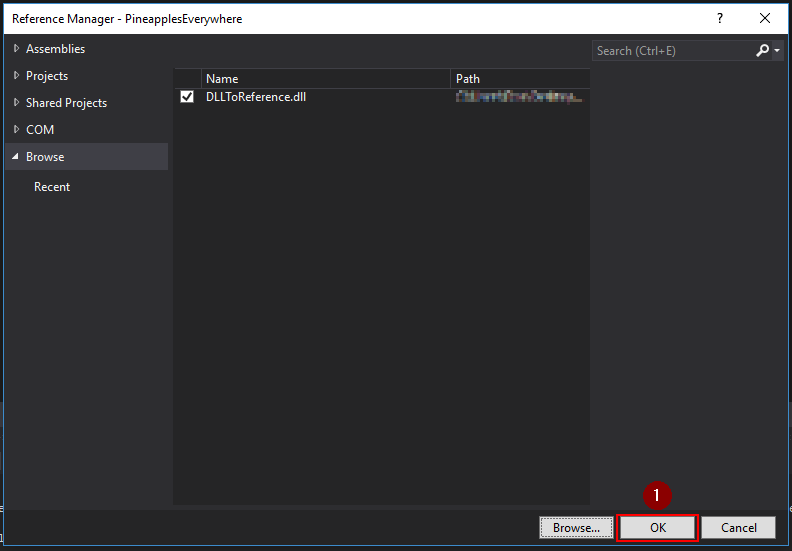 Reference Manager - PineapplesEverywhere
?
Assemblies
Projects
Shared Projects
COM
Browse
Recent
Name Path
DLLToReference.dll
Search (Ctrl+E)
1
Browse... OK Cancel